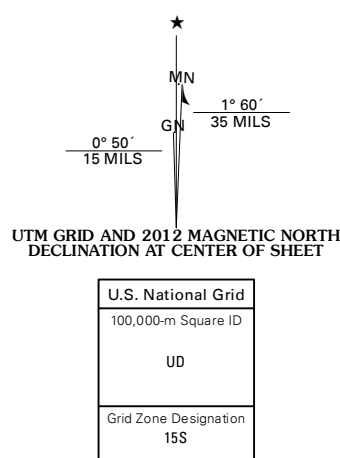 ★
MN
1° 60´
35 MILS
GN
0° 50´
15 MILS
UTM GRID AND 2012 MAGNETIC NORTH
DECLINATION AT CENTER OF SHEET
U.S. National Grid
100,000-m Square ID
UD
Grid Zone Designation
15S